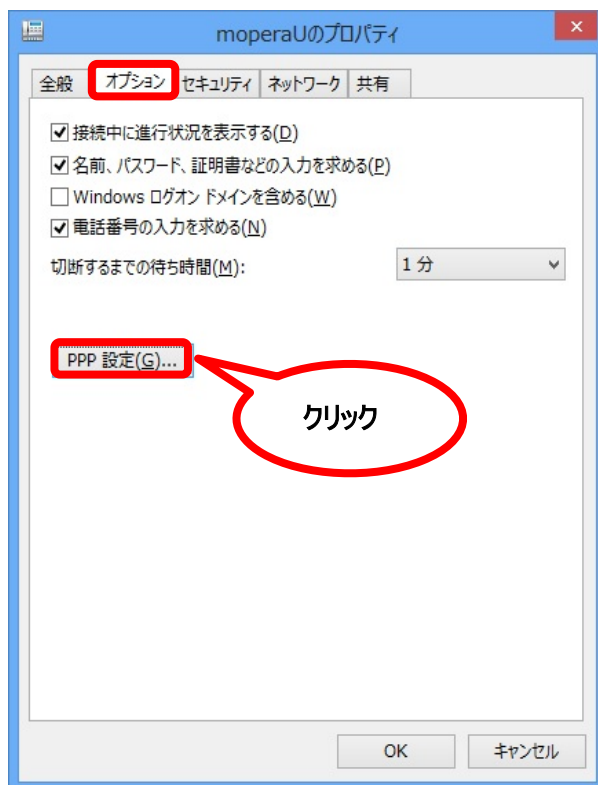 moperaUのプロパティ
全般 オプション セキュリティ ネットワーク 共有
接続中に進行状況を表示する(D)
名前、パスワード、証明書などの入力を求める(P)
Windows ログオン ドメインを含める(W)
電話番号の入力を求める(N)
切断するまでの待ち時間(M): 1 分
PPP 設定(G)...
クリック
OK キャンセル